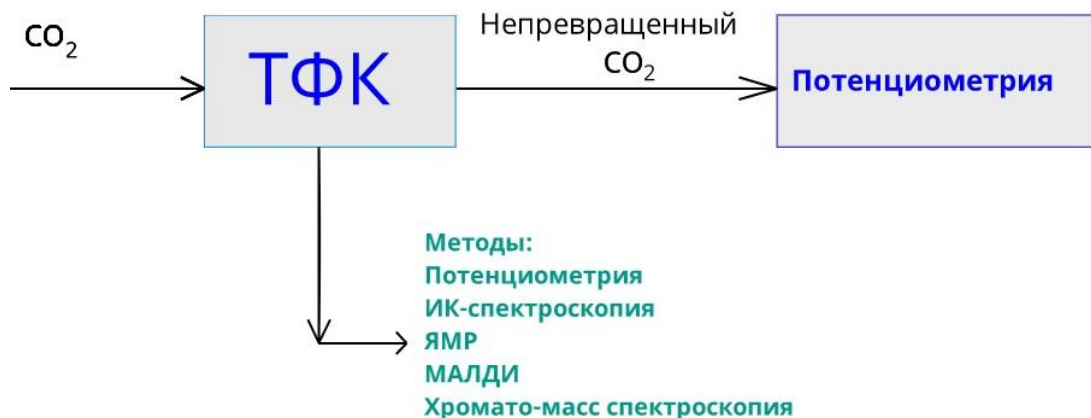 CO2
ТФК
Непревращенный
CO2
Потенциометрия
Методы:
Потенциометрия
ИК-спектроскопия
ЯМР
МАЛДИ
Хромато-масс спектроскопия